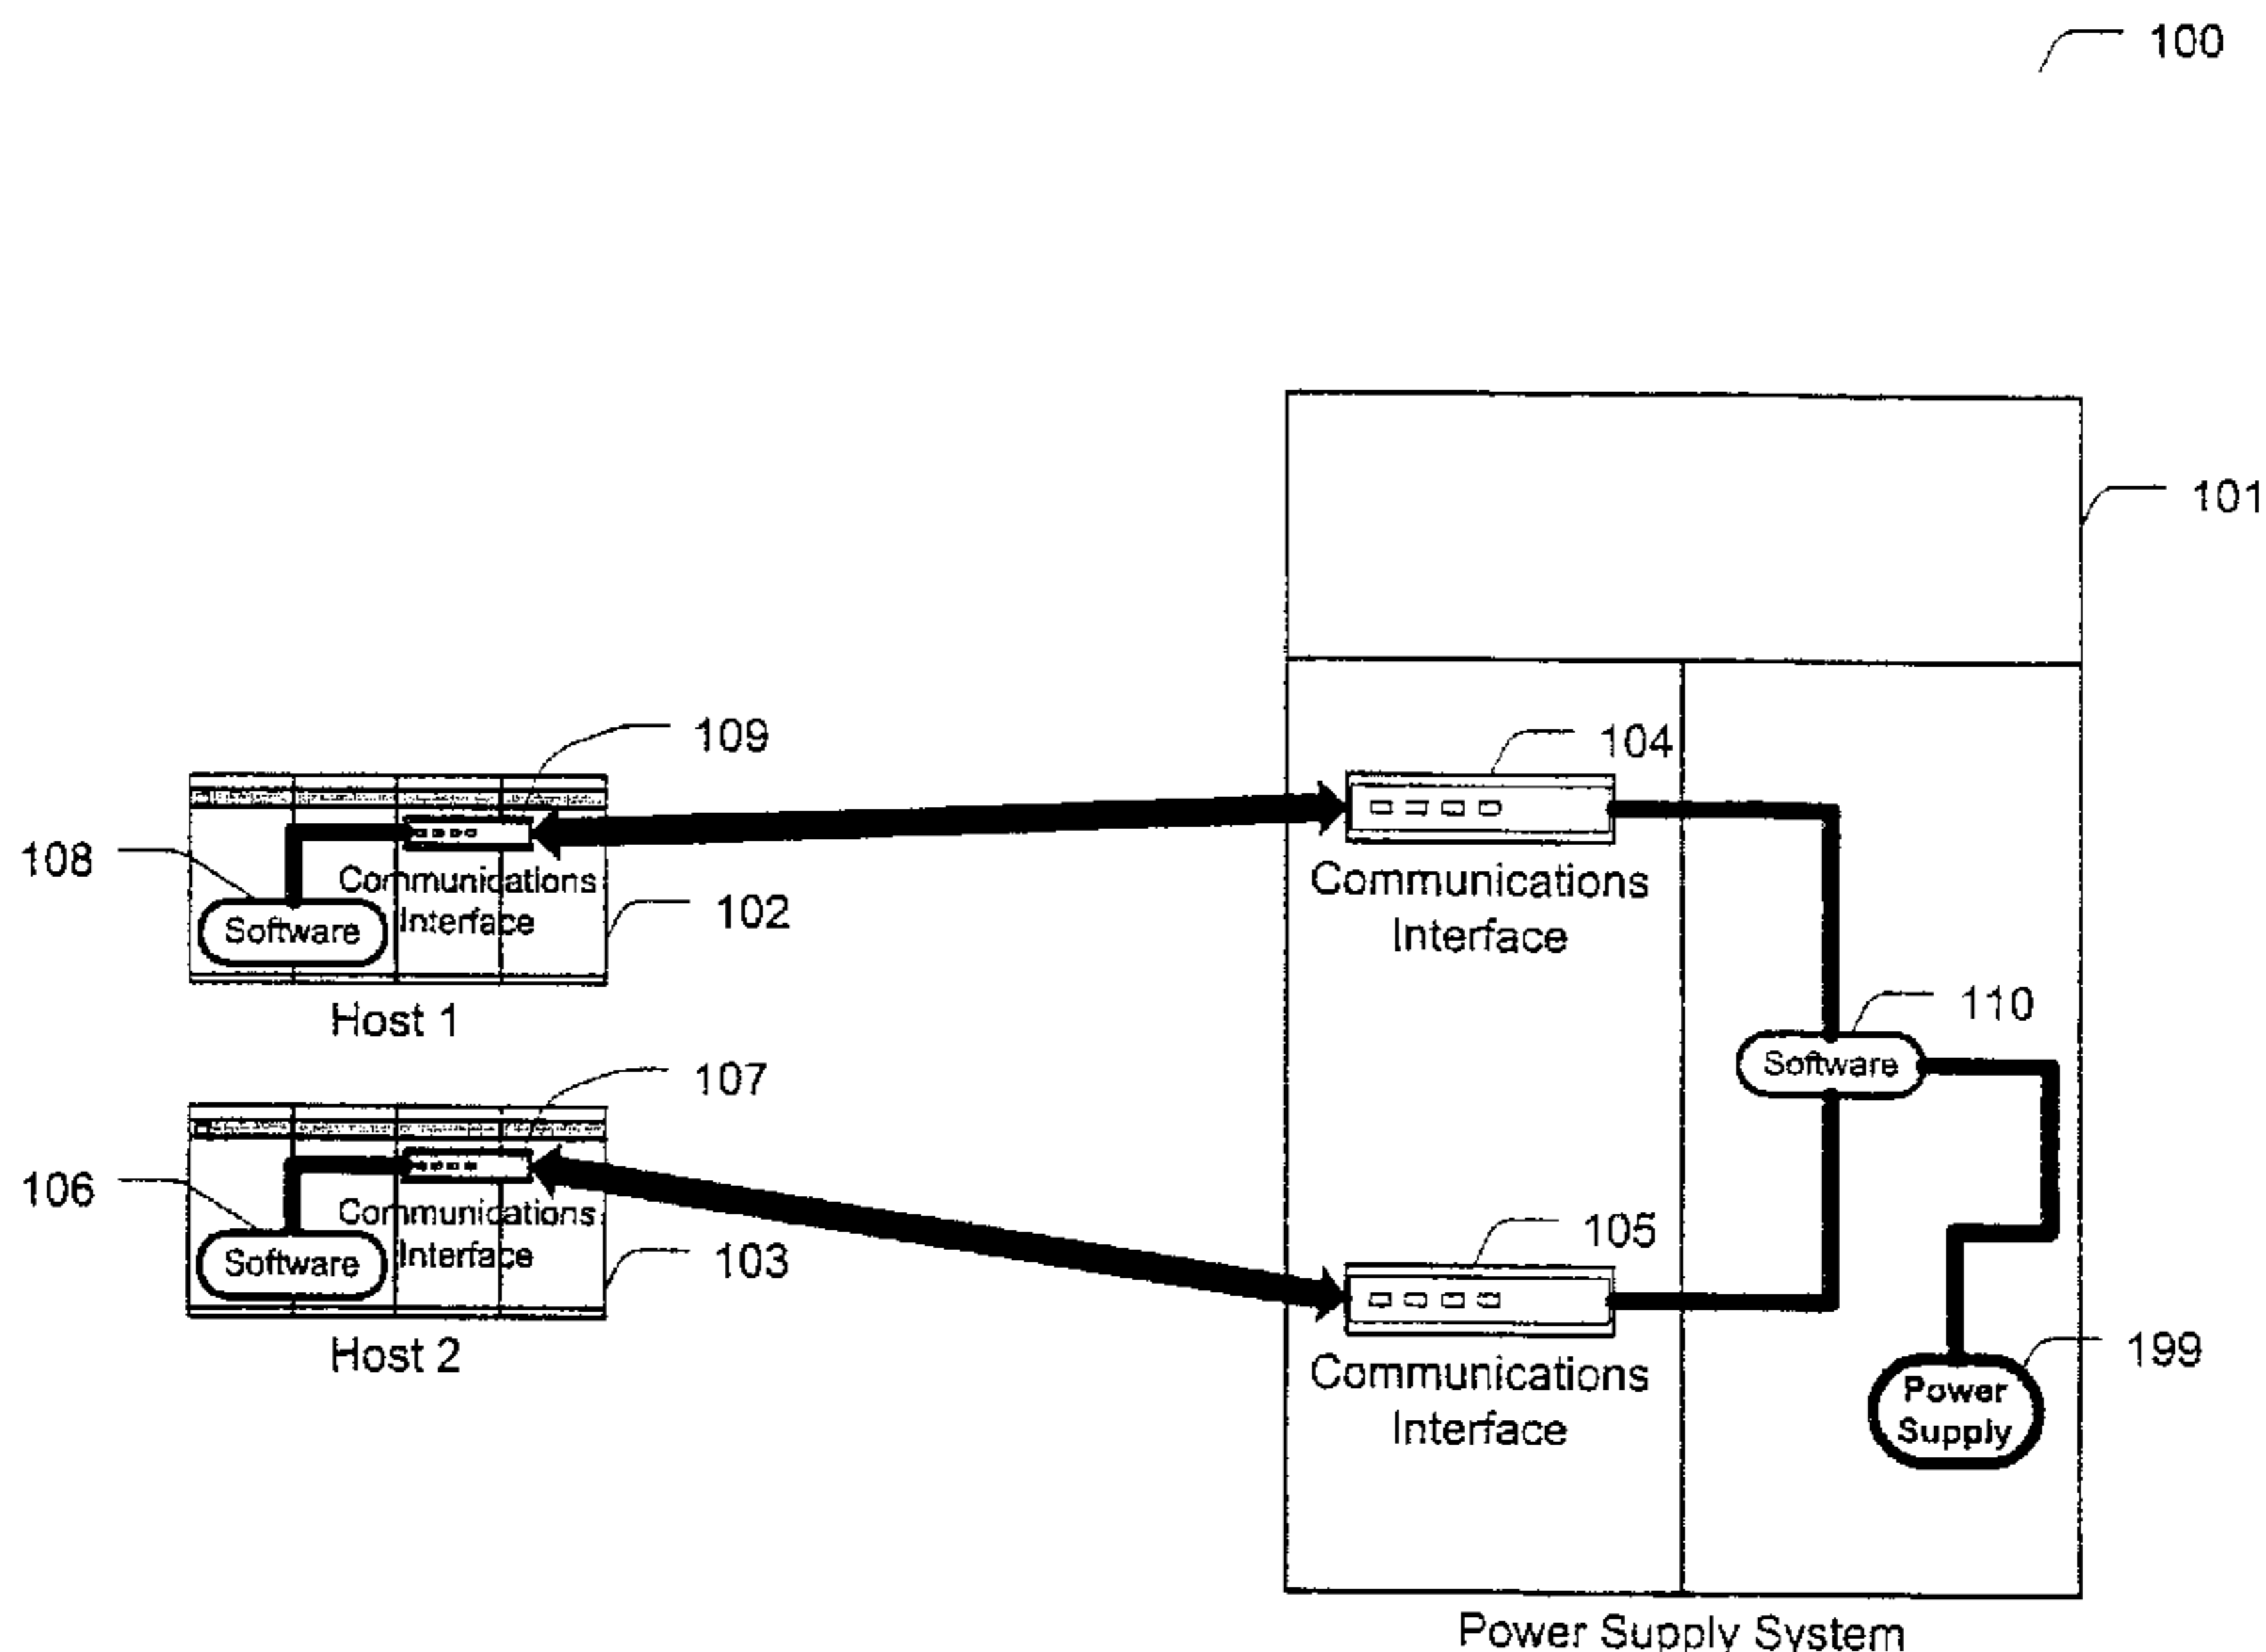 100
101
109
104
108
Communications
Interface
Software
102
Communications
Interface
Host 1
110
Software
107
106
Communications
Interface
Software
103
105
Host 2
Communications
Interface
199
Power
Supply
Power Supply System